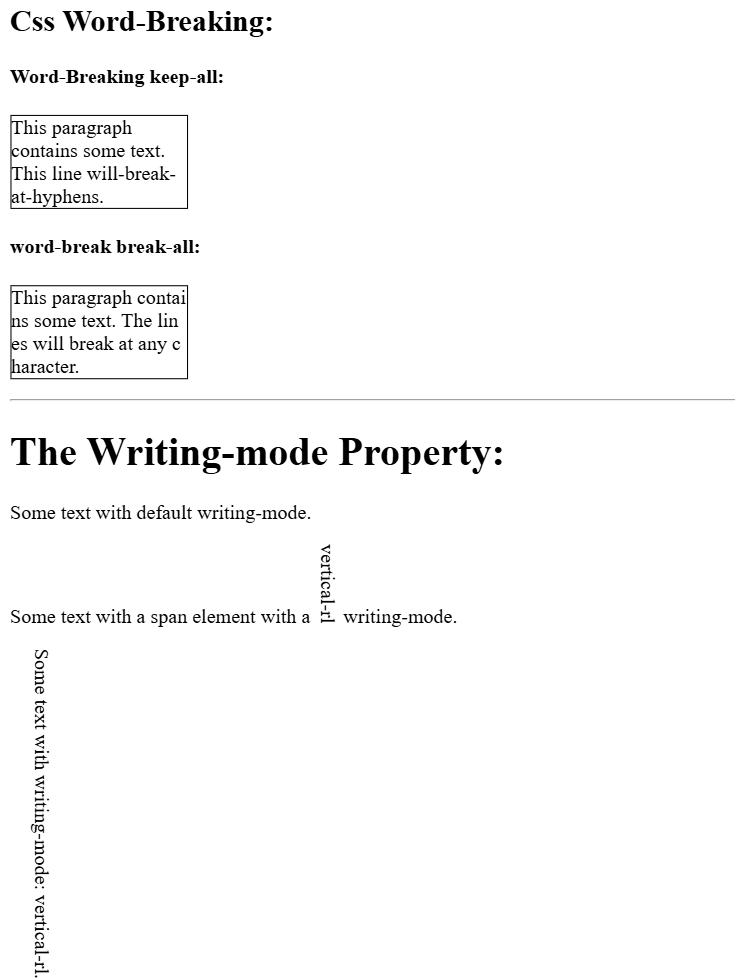 Css Word-Breaking:
Word-Breaking keep-all:
This paragraph
contains some text.
This line will-break-
at-hyphens.
word-break break-all:
This paragraph contai
ns some text. The lin
es will break at any c
haracter.
The Writing-mode Property:
Some text with default writing-mode.
Some text with a span element with a vertical-rl writing-mode.
Some text with writing-mode: vertical-rl.